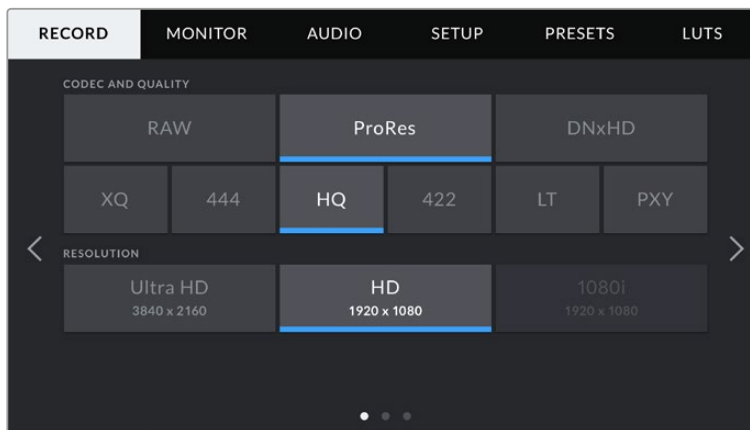 RECORD MONITOR AUDIO SETUP PRESETS LUTS
CODEC AND QUALITY
RAW ProRes DNxHD
XQ 444 HQ 422 LT PXY
RESOLUTION
Ultra HD HD 1080i
3840 x 2160 1920 x 1080 1920 x 1080